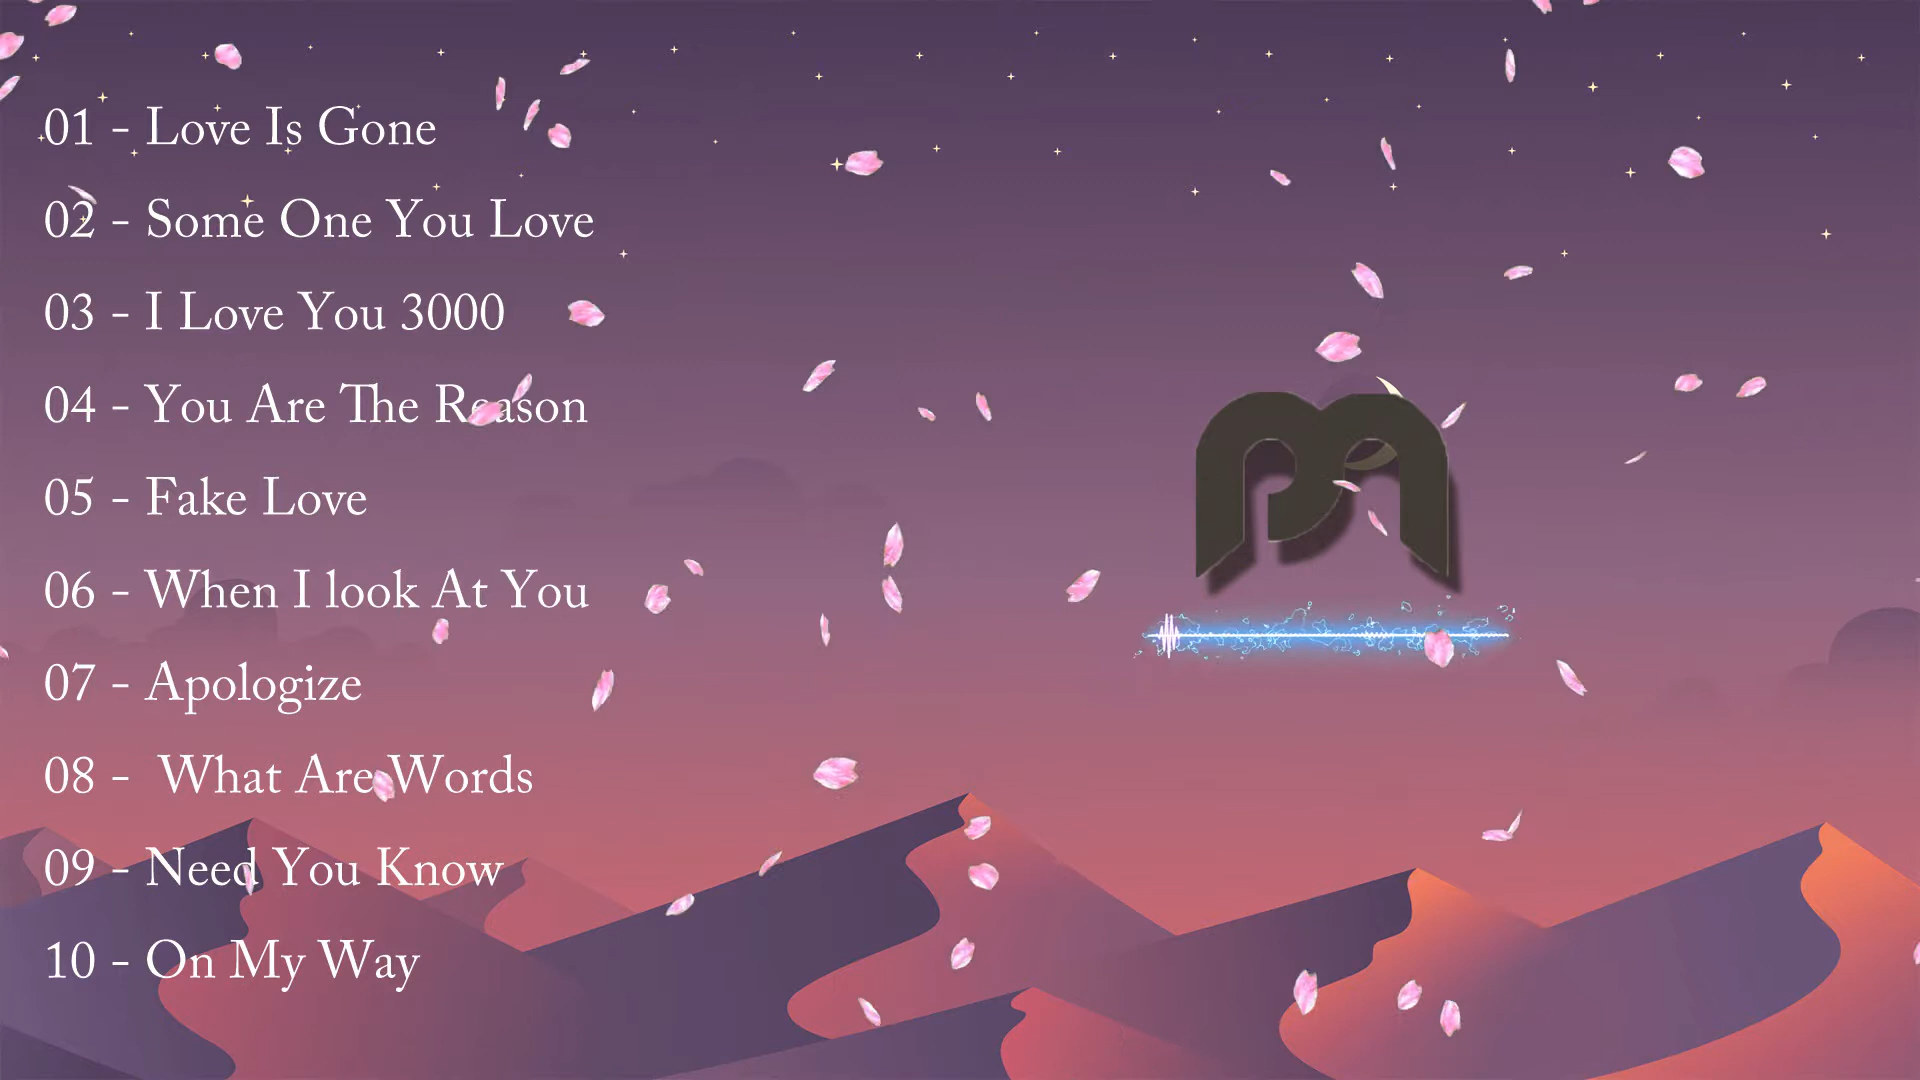 01 - Love Is Gone
02 - Some One You Love
03 - I Love You 3000
04 - You Are The Reason
05 - Fake Love
06 - When I look At You
07 - Apologize
08 - What Are Words
09 - Need You Know
10 - On My Way